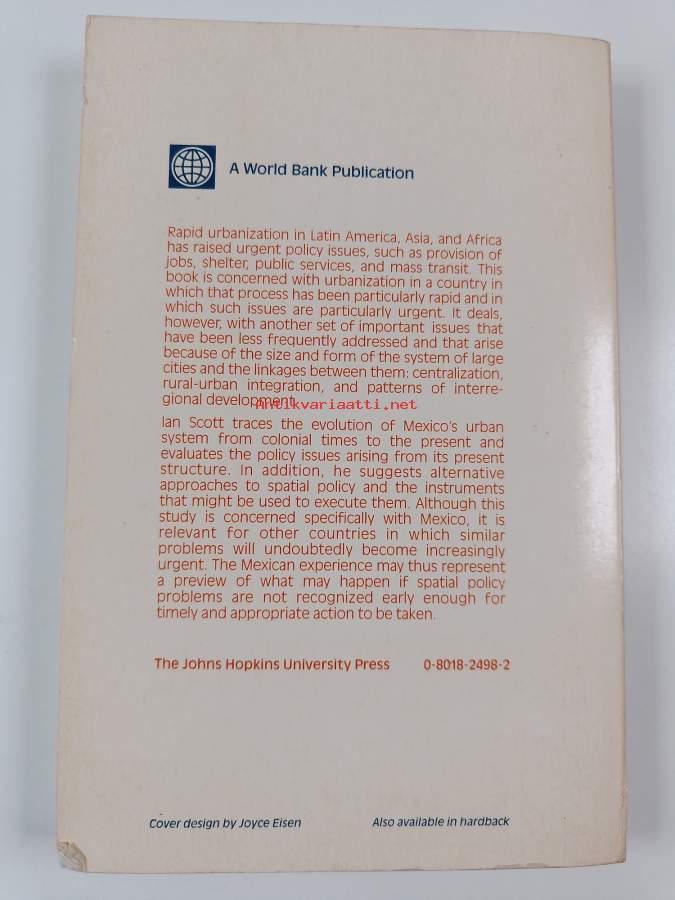 A World Bank Publication
Rapid urbanization in Latin America, Asia, and Africa
has raised urgent policy issues, such as provision of
jobs, shelter, public services, and mass transit. This
book is concerned with urbanization in a country in
which that process has been particularly rapid and in
which such issues are particularly urgent. It deals,
however, with another set of important issues that
have been less frequently addressed and that arise
because of the size and form of the system of large
cities and the linkages between them: centralization,
rural-urban integration, and patterns of interre-
gional development.
Antikvariaatti.net
Ian Scott traces the evolution of Mexico's urban
system from colonial times to the present and
evaluates the policy issues arising from its present
structure. In addition, he suggests alternative
approaches to spatial policy and the instruments
that might be used to execute them. Although this
study is concerned specifically with Mexico, it is
relevant for other countries in which similar
problems will undoubtedly become increasingly
urgent. The Mexican experience may thus represent
a preview of what may happen if spatial policy
problems are not recognized early enough for
timely and appropriate action to be taken.
The Johns Hopkins University Press 0-8018-2498-2
Cover design by Joyce Eisen Also available in hardback